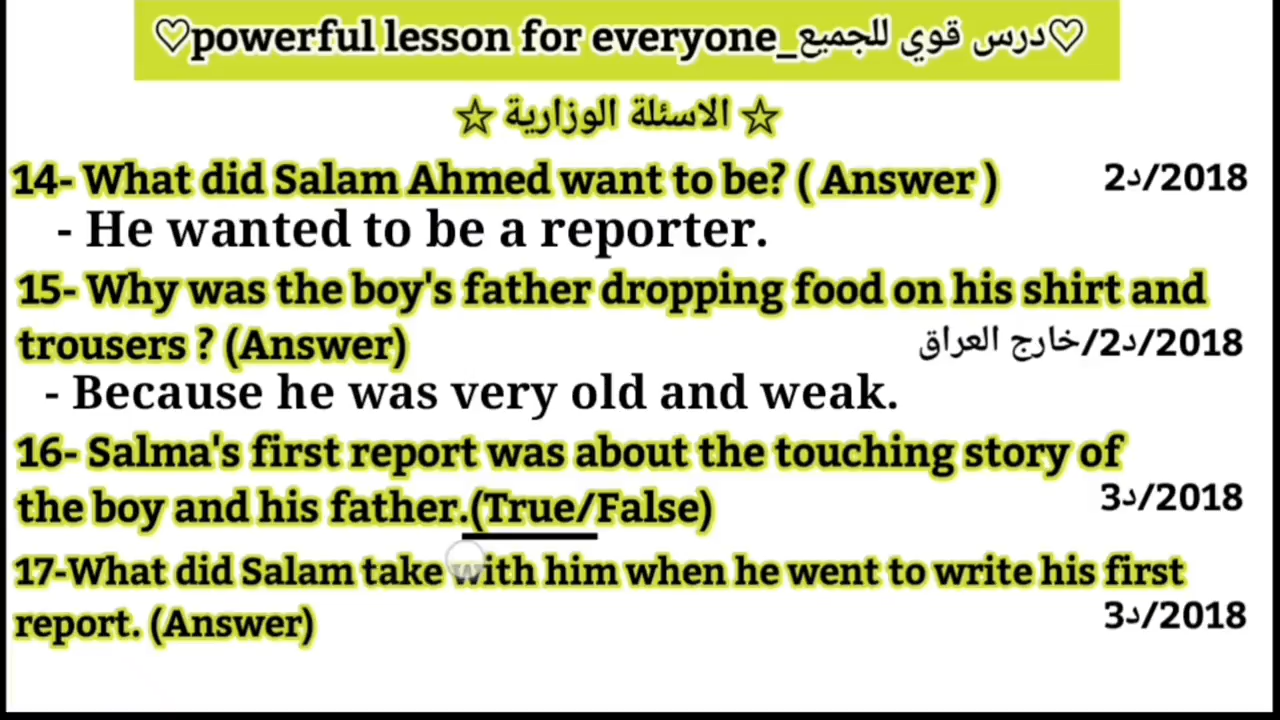 ♡powerful lesson for everyone_درس قوي للجميع♡
☆ الاسئلة الوزارية ☆
14- What did Salam Ahmed want to be? ( Answer ) 2018/د2
- He wanted to be a reporter.
15- Why was the boy's father dropping food on his shirt and
trousers ? (Answer) 2018/د2/خارج العراق
- Because he was very old and weak.
16- Salma's first report was about the touching story of
the boy and his father.(True/False) 2018/د3
17-What did Salam take with him when he went to write his first
report. (Answer) 2018/د3